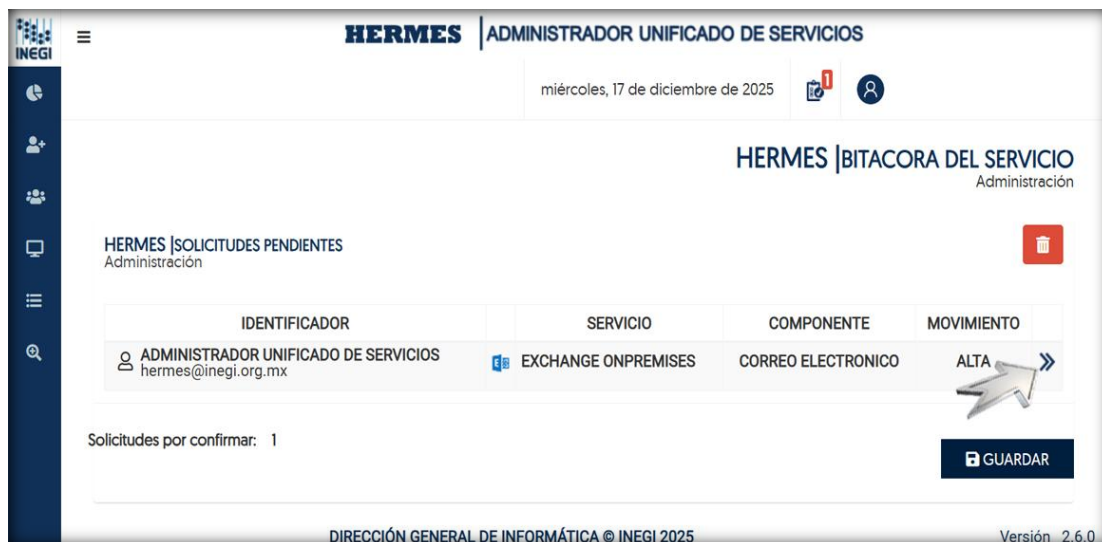 INEGI
HERMES | ADMINISTRADOR UNIFICADO DE SERVICIOS
miércoles, 17 de diciembre de 2025
1
HERMES |BITACORA DEL SERVICIO
Administración
HERMES |SOLICITUDES PENDIENTES
Administración
IDENTIFICADOR SERVICIO COMPONENTE MOVIMIENTO
ADMINISTRADOR UNIFICADO DE SERVICIOS EXCHANGE ONPREMISES CORREO ELECTRONICO ALTA
hermes@inegi.org.mx
Solicitudes por confirmar: 1
GUARDAR
DIRECCIÓN GENERAL DE INFORMÁTICA © INEGI 2025 Versión 2.6.0